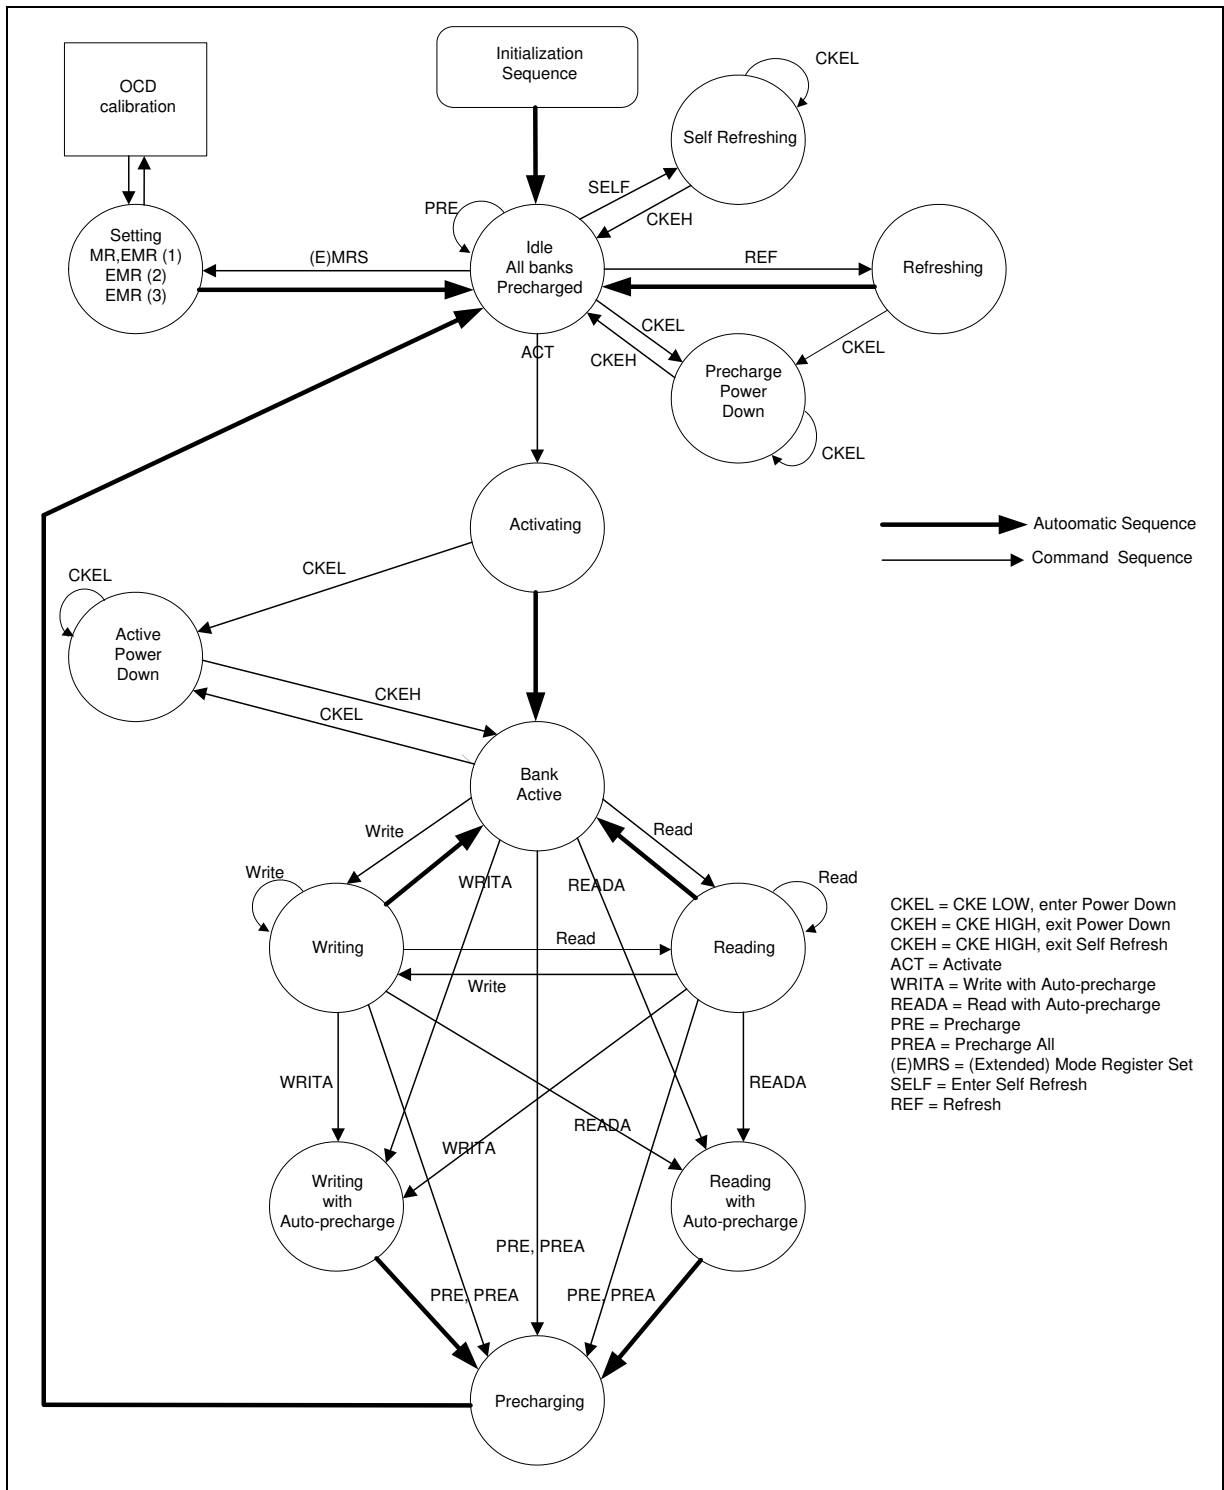 Initialization
Sequence
OCD
calibration
CKEL
Self Refreshing
SELF
CKEH
PRE
Setting
MR,EMR (1)
EMR (2)
EMR (3)
(E)MRS
Idle
All banks
Precharged
REF
Refreshing
CKEL
CKEH
CKEL
ACT
Precharge
Power
Down
CKEL
Activating
Autoomatic Sequence
Command Sequence
CKEL
CKEL
Active
Power
Down
CKEH
CKEL
Bank
Active
Write
Read
Write
WRITA
READA
Read
Writing
Read
Reading
Write
CKEL = CKE LOW, enter Power Down
CKEH = CKE HIGH, exit Power Down
CKEH = CKE HIGH, exit Self Refresh
ACT = Activate
WRITA = Write with Auto-precharge
READA = Read with Auto-precharge
PRE = Precharge
PREA = Precharge All
(E)MRS = (Extended) Mode Register Set
SELF = Enter Self Refresh
REF = Refresh
WRITA
READA
READA
WRITA
Writing
with
Auto-precharge
Reading
with
Auto-precharge
PRE, PREA
PRE, PREA
PRE, PREA
Precharging